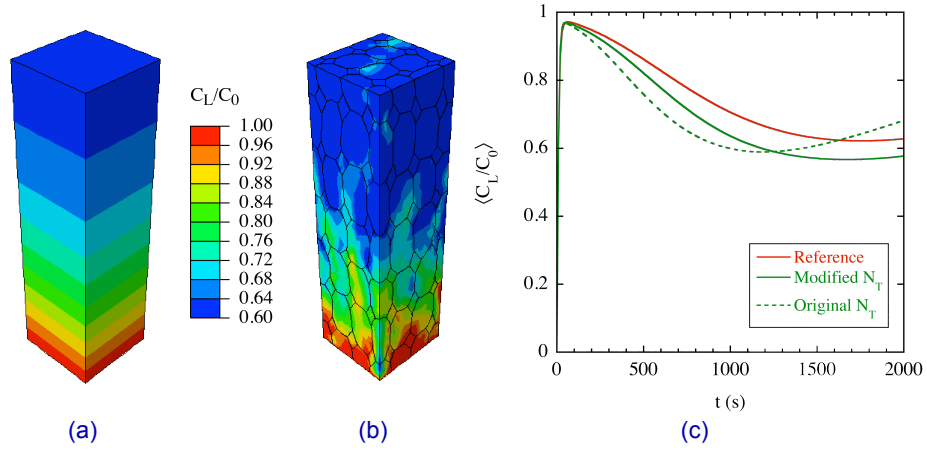 C_L/C_0
1.00
0.96
0.92
0.88
0.84
0.80
0.76
0.72
0.68
0.64
0.60
(a)
(b)
1
0.8
0.6
0.4
0.2
0
⟨C_L/C_0⟩
Reference
Modified N_T
Original N_T
0 500 1000 1500 2000
t (s)
(c)